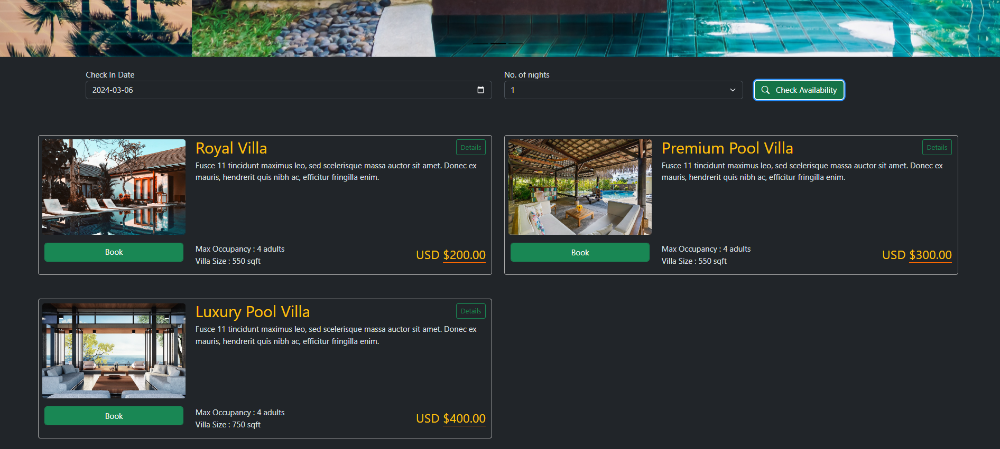 Check In Date
2024-03-06
No. of nights
1
Check Availability
Royal Villa
Details
Fusce 11 tincidunt maximus leo, sed scelerisque massa auctor sit amet. Donec ex
mauris, hendrerit quis nibh ac, efficitur fringilla enim.
Book
Max Occupancy : 4 adults
Villa Size : 550 sqft
USD $200.00
Premium Pool Villa
Details
Fusce 11 tincidunt maximus leo, sed scelerisque massa auctor sit amet. Donec ex
mauris, hendrerit quis nibh ac, efficitur fringilla enim.
Book
Max Occupancy : 4 adults
Villa Size : 550 sqft
USD $300.00
Luxury Pool Villa
Details
Fusce 11 tincidunt maximus leo, sed scelerisque massa auctor sit amet. Donec ex
mauris, hendrerit quis nibh ac, efficitur fringilla enim.
Book
Max Occupancy : 4 adults
Villa Size : 750 sqft
USD $400.00